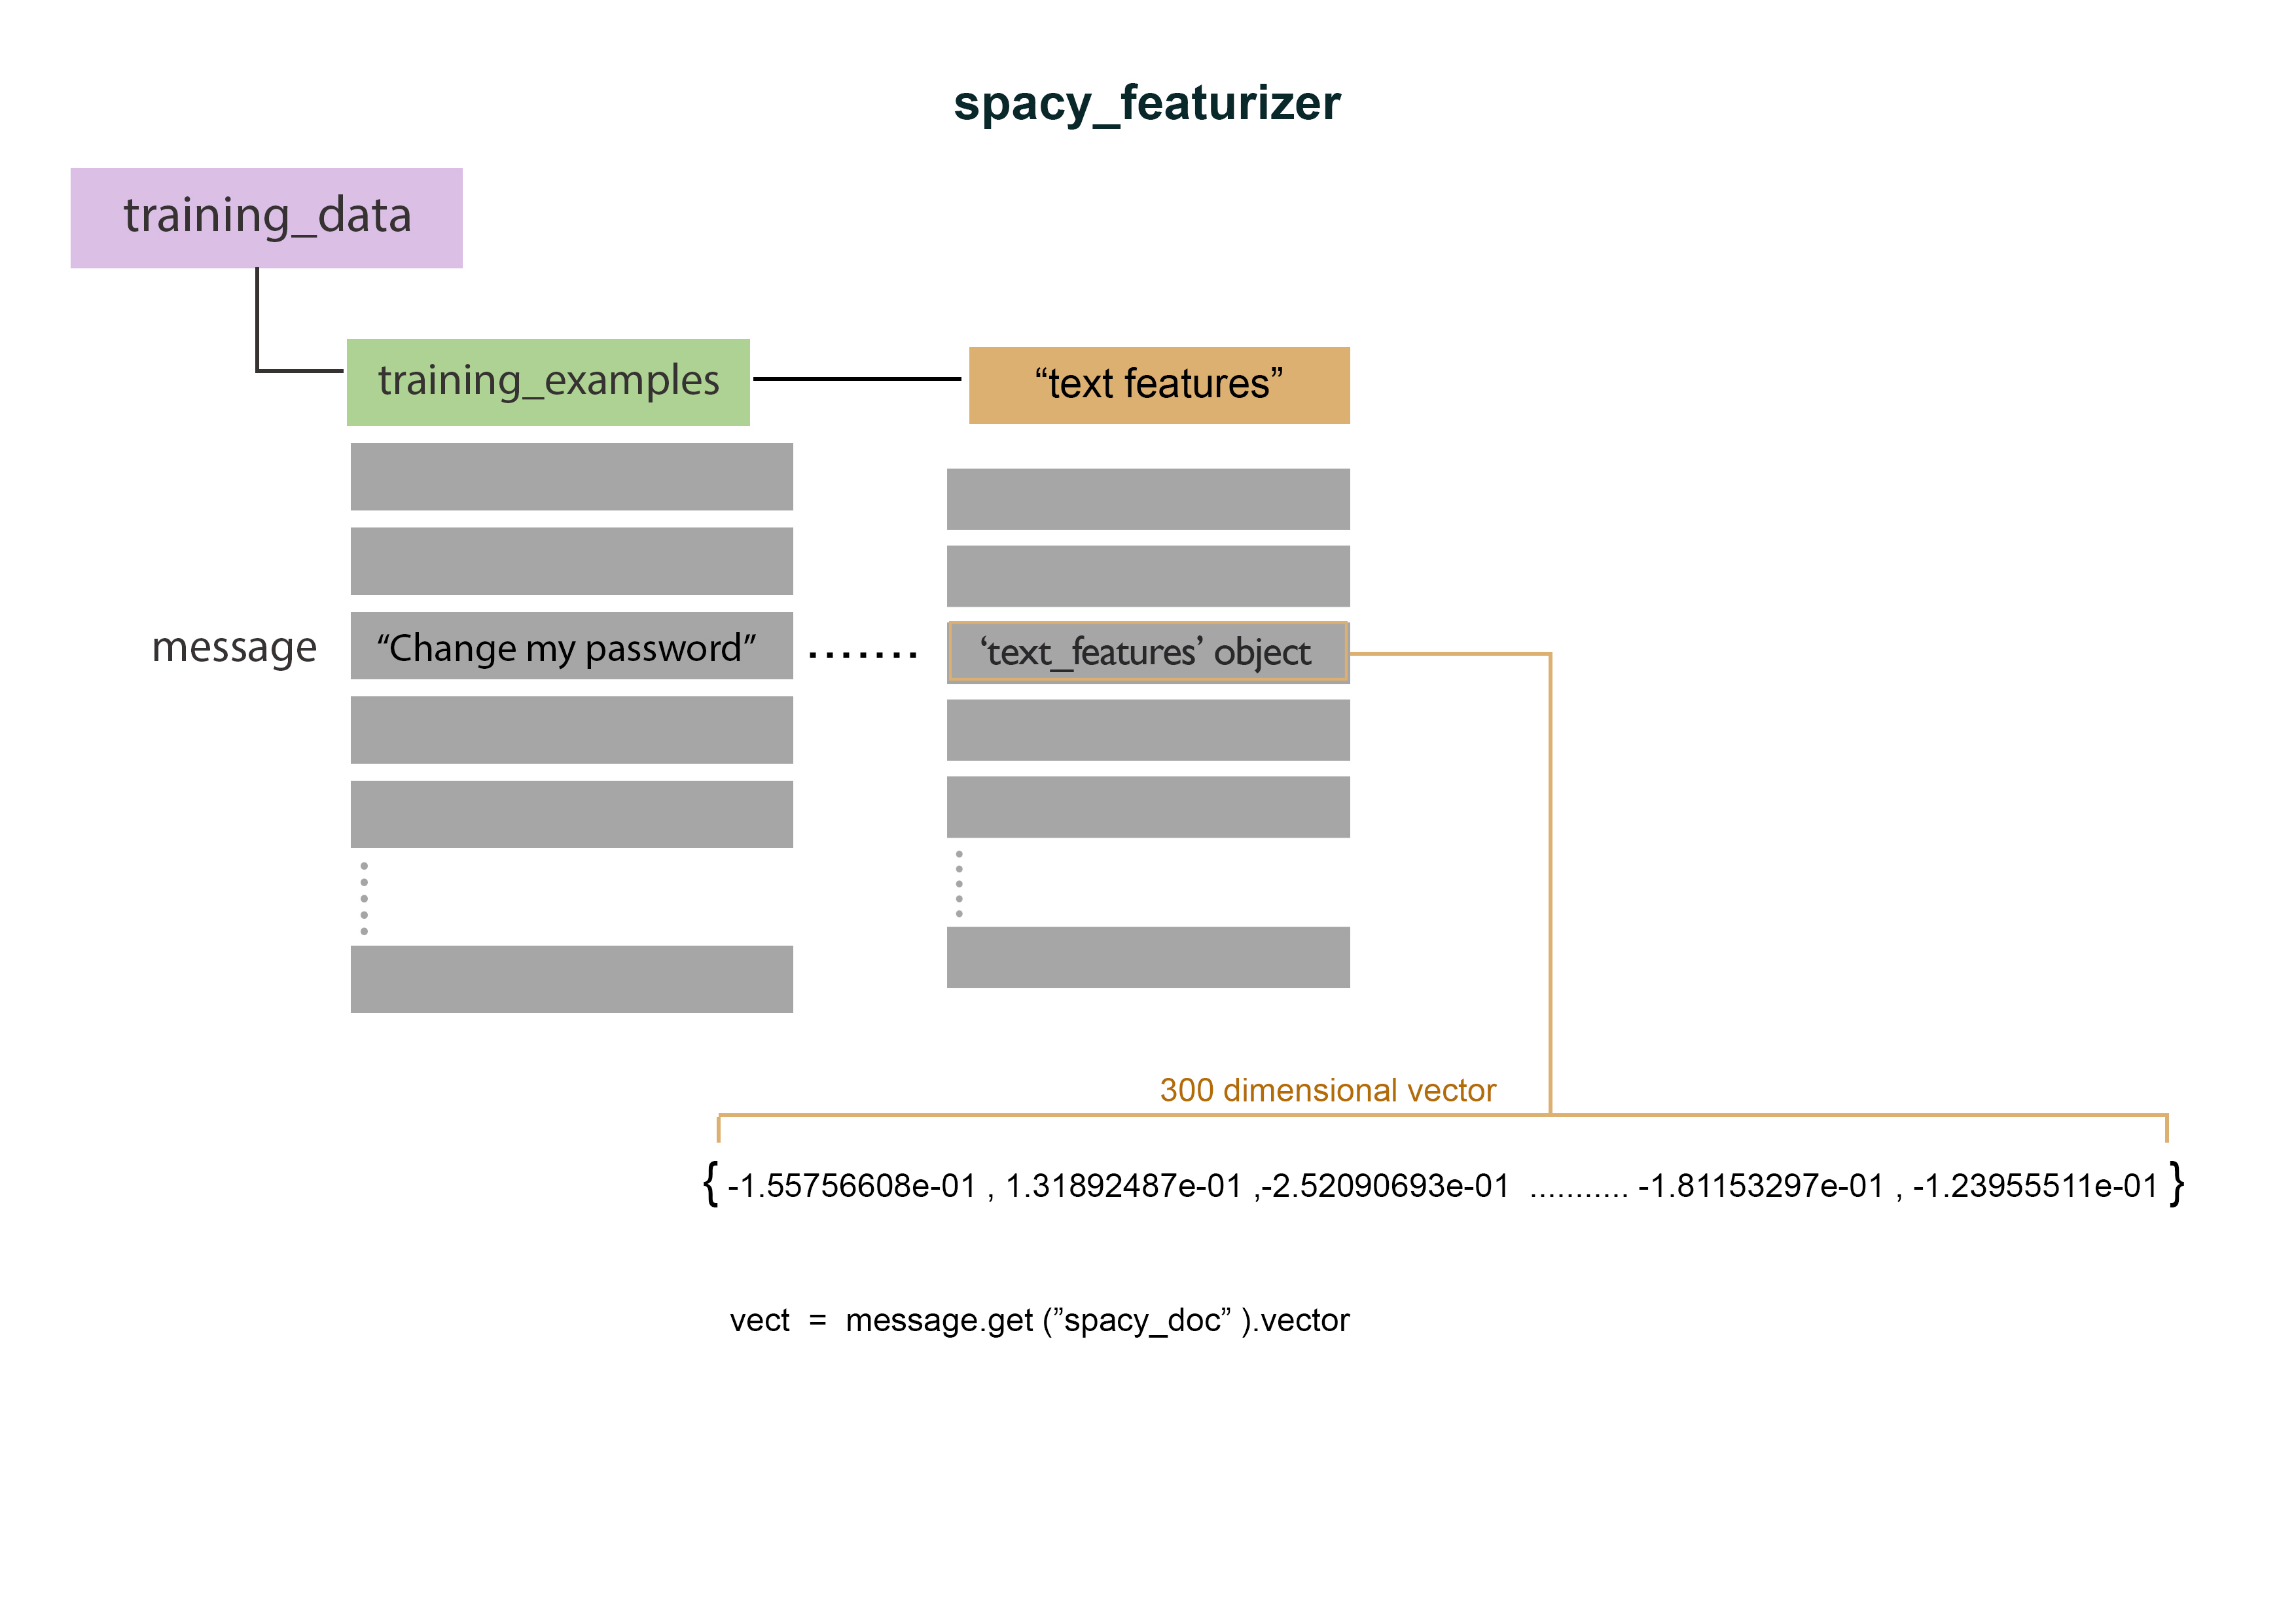 spacy_featurizer
training_data
training_examples
“text features”
message
“Change my password”
.......
‘text_features’ object
300 dimensional vector
{ -1.55756608e-01 , 1.31892487e-01 ,-2.52090693e-01 ........... -1.81153297e-01 , -1.23955511e-01 }
vect = message.get (”spacy_doc” ).vector